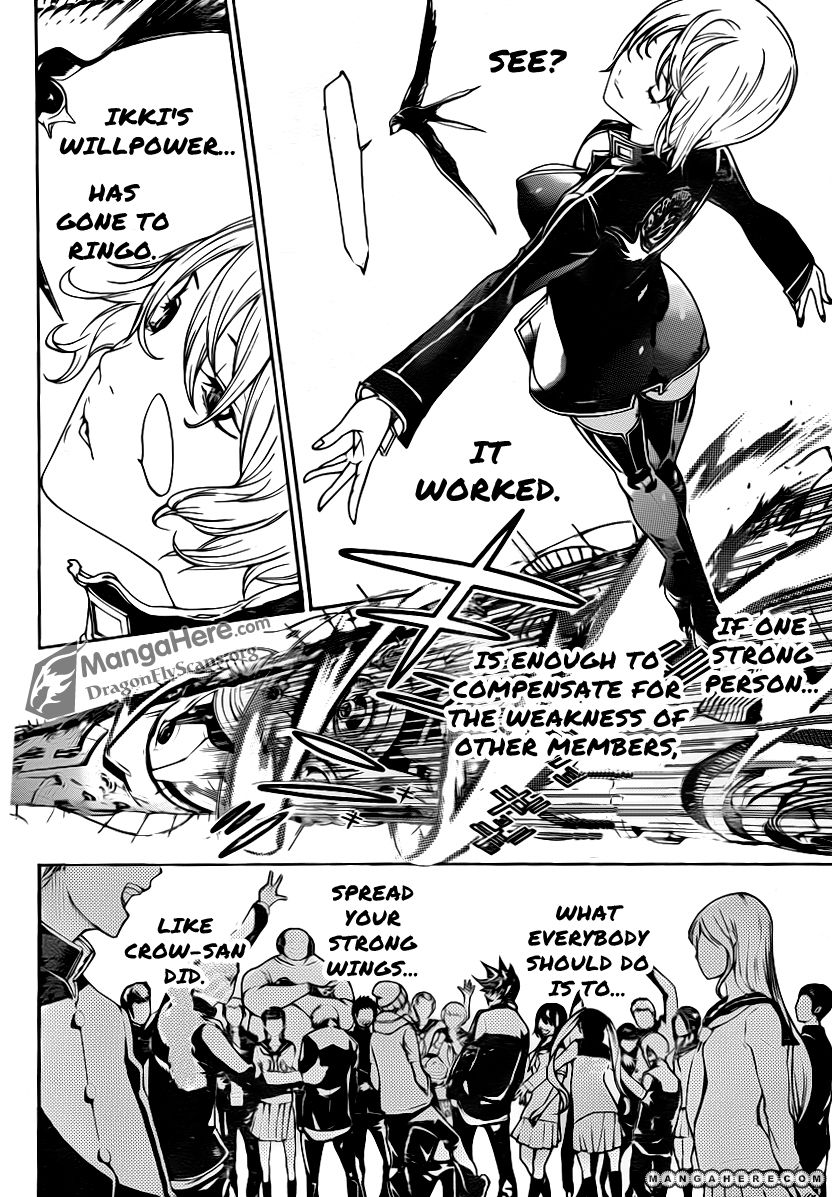 SEE?
IT
WORKED.
IKKI'S
WILLPOWER...
HAS
GONE TO
RINGO.
IF ONE
STRONG
PERSON...
IS ENOUGH TO
COMPENSATE FOR
THE WEAKNESS OF
OTHER MEMBERS,
WHAT
EVERYBODY
SHOULD DO
IS TO...
SPREAD
YOUR
STRONG
WINGS...
LIKE
CROW-SAN
DID.
MangaHere.com
DragonFlyScans.org
MANGAHERE.COM